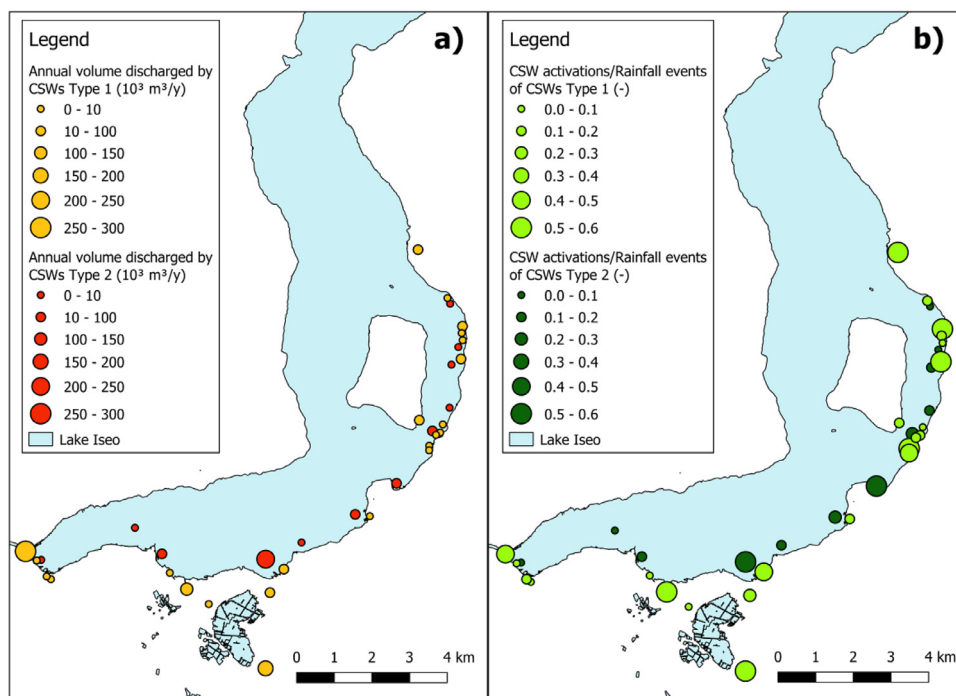 a)
Legend
Annual volume discharged by
CSWs Type 1 (10³ m³/y)
0 - 10
10 - 100
100 - 150
150 - 200
200 - 250
250 - 300
Annual volume discharged by
CSWs Type 2 (10³ m³/y)
0 - 10
10 - 100
100 - 150
150 - 200
200 - 250
250 - 300
Lake Iseo
0 1 2 3 4 km
b)
Legend
CSW activations/Rainfall events
of CSWs Type 1 (-)
0.0 - 0.1
0.1 - 0.2
0.2 - 0.3
0.3 - 0.4
0.4 - 0.5
0.5 - 0.6
CSW activations/Rainfall events
of CSWs Type 2 (-)
0.0 - 0.1
0.1 - 0.2
0.2 - 0.3
0.3 - 0.4
0.4 - 0.5
0.5 - 0.6
Lake Iseo
0 1 2 3 4 km